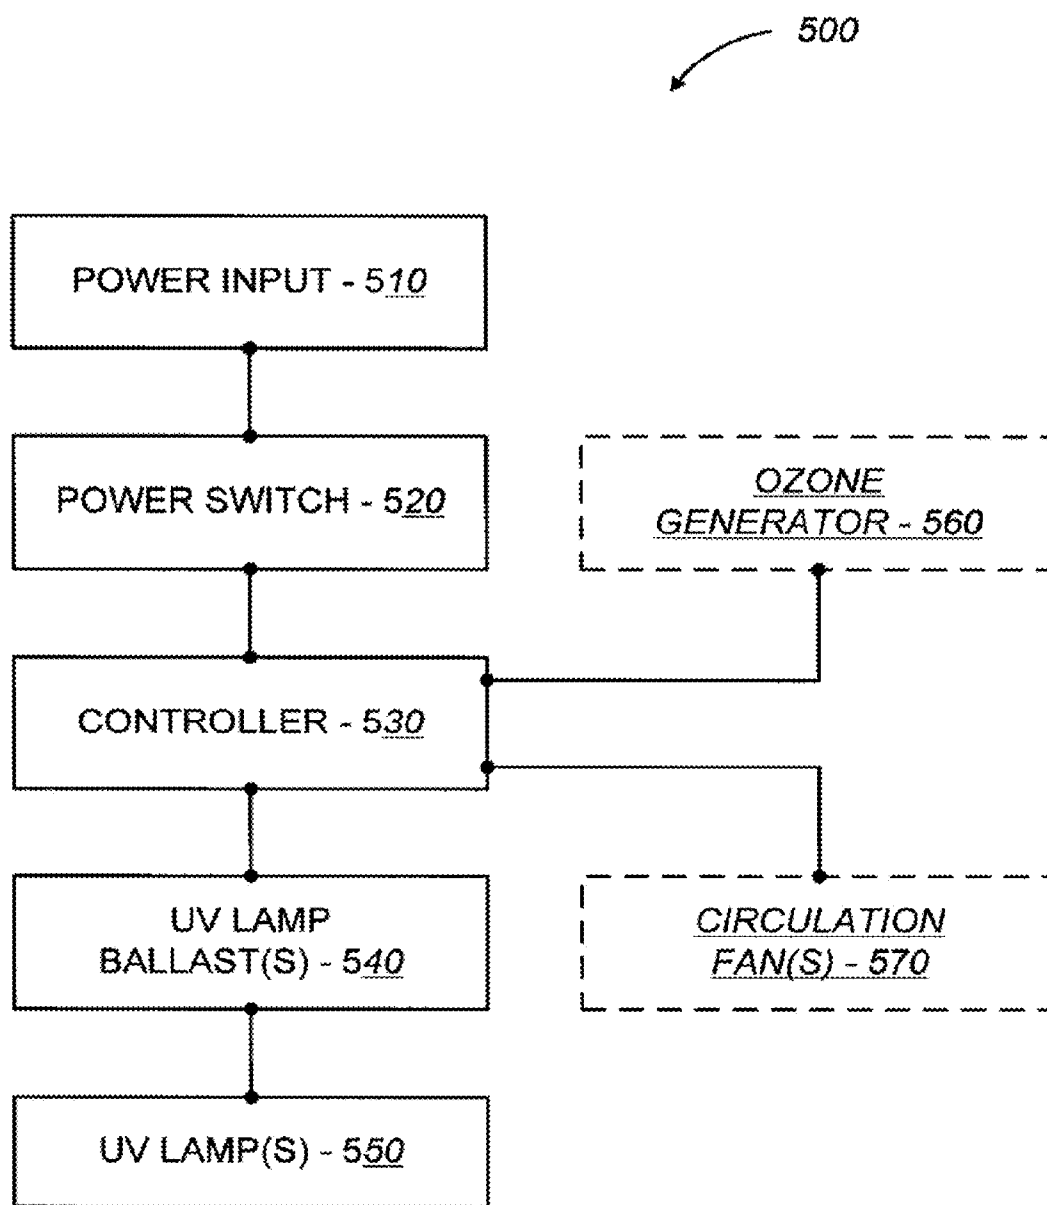 500
POWER INPUT - 510
POWER SWITCH - 520
OZONE
GENERATOR - 560
CONTROLLER - 530
UV LAMP
BALLAST(S) - 540
CIRCULATION
FAN(S) - 570
UV LAMP(S) - 550